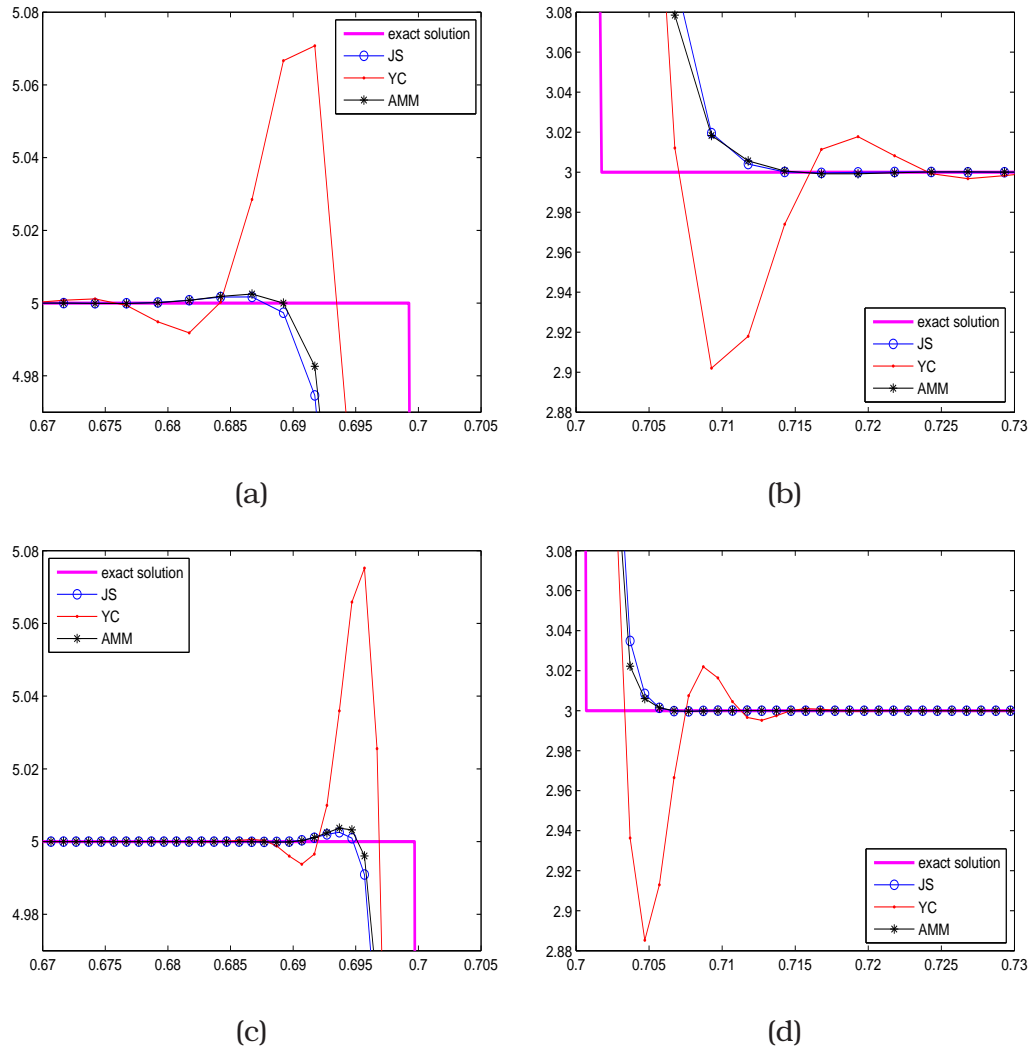 5.08
5.06
5.04
5.02
5
4.98
0.67 0.675 0.68 0.685 0.69 0.695 0.7 0.705
exact solution
JS
YC
AMM
(a)
3.08
3.06
3.04
3.02
3
2.98
2.96
2.94
2.92
2.9
2.88
0.7 0.705 0.71 0.715 0.72 0.725 0.73
exact solution
JS
YC
AMM
(b)
5.08
5.06
5.04
5.02
5
4.98
0.67 0.675 0.68 0.685 0.69 0.695 0.7 0.705
exact solution
JS
YC
AMM
(c)
3.08
3.06
3.04
3.02
3
2.98
2.96
2.94
2.92
2.9
2.88
0.7 0.705 0.71 0.715 0.72 0.725 0.73
exact solution
JS
YC
AMM
(d)